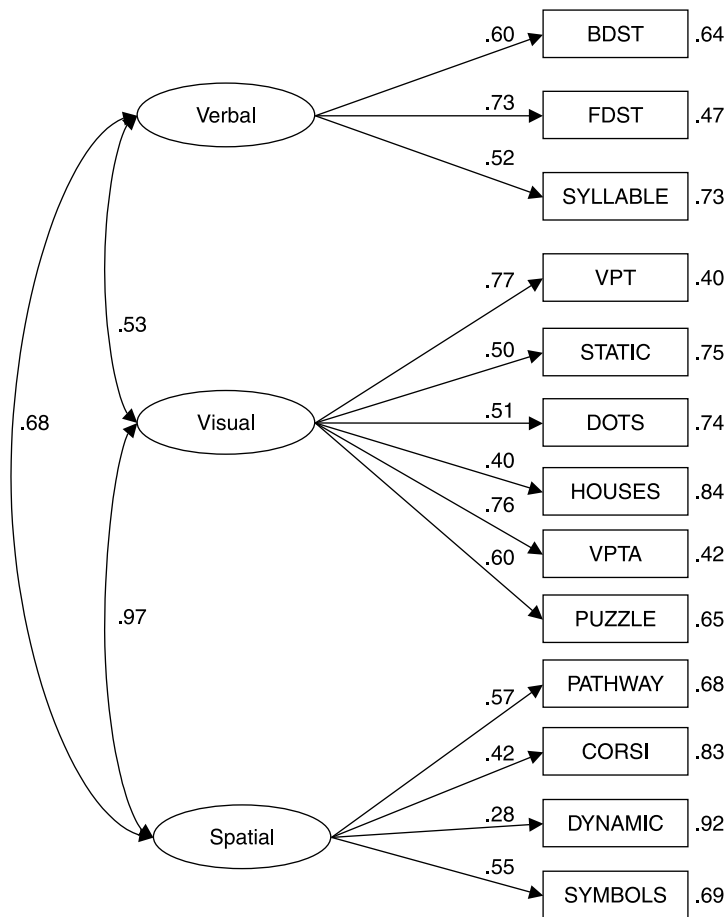 .60 BDST .64
Verbal .73 FDST .47
.52 SYLLABLE .73
.77 VPT .40
.53 .50 STATIC .75
.68 Visual .51 DOTS .74
.40 HOUSES .84
.76 VPTA .42
.97 .60 PUZZLE .65
.57 PATHWAY .68
.42 CORSI .83
Spatial .28 DYNAMIC .92
.55 SYMBOLS .69